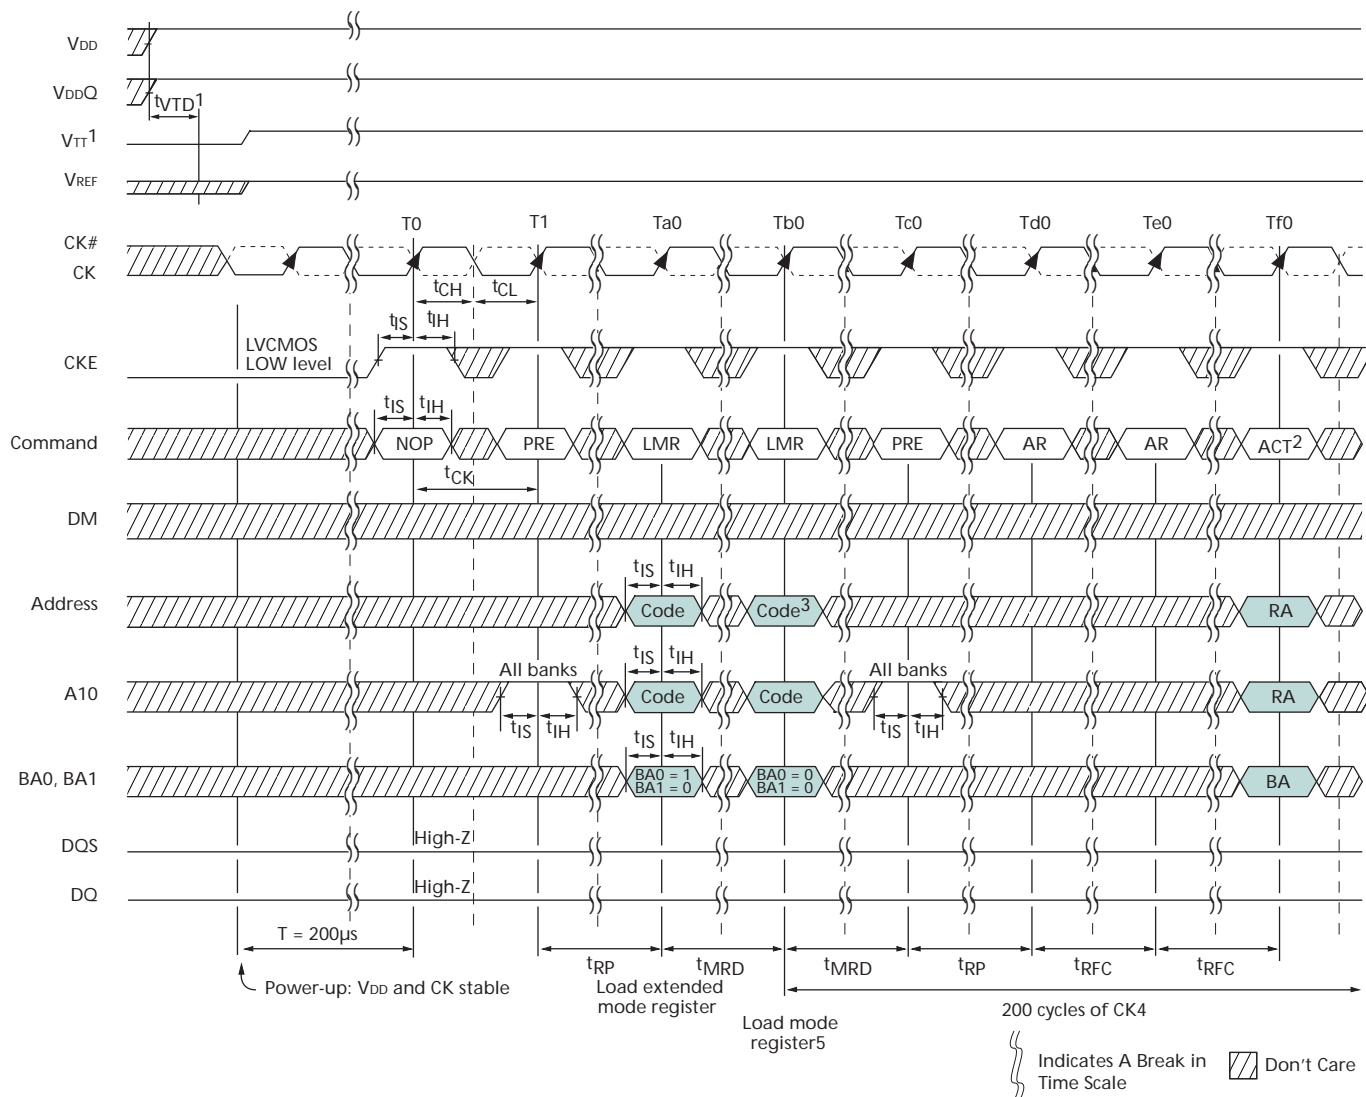 VDD
VDDQ
tVTD1
VTT1
VREF
T0 T1 Ta0 Tb0 Tc0 Td0 Te0 Tf0
CK#
CK
tCH tCL
tIS tIH
LVCMOS
LOW level
CKE
tIS tIH
Command
NOP PRE LMR LMR PRE AR AR ACT2
tCK
DM
tIS tIH
Address
Code Code3 RA
All banks tIS tIH All banks
A10
Code Code RA
tIS tIH tIS tIH
tIS tIH
BA0, BA1
BA0 = 1 BA0 = 0
BA1 = 0 BA1 = 0
BA
DQS
High-Z
DQ
High-Z
T = 200µs
tRP tMRD tMRD tRP tRFC tRFC
Power-up: VDD and CK stable
Load extended
mode register
200 cycles of CK4
Load mode
register5
Indicates A Break in
Time Scale
Don't Care